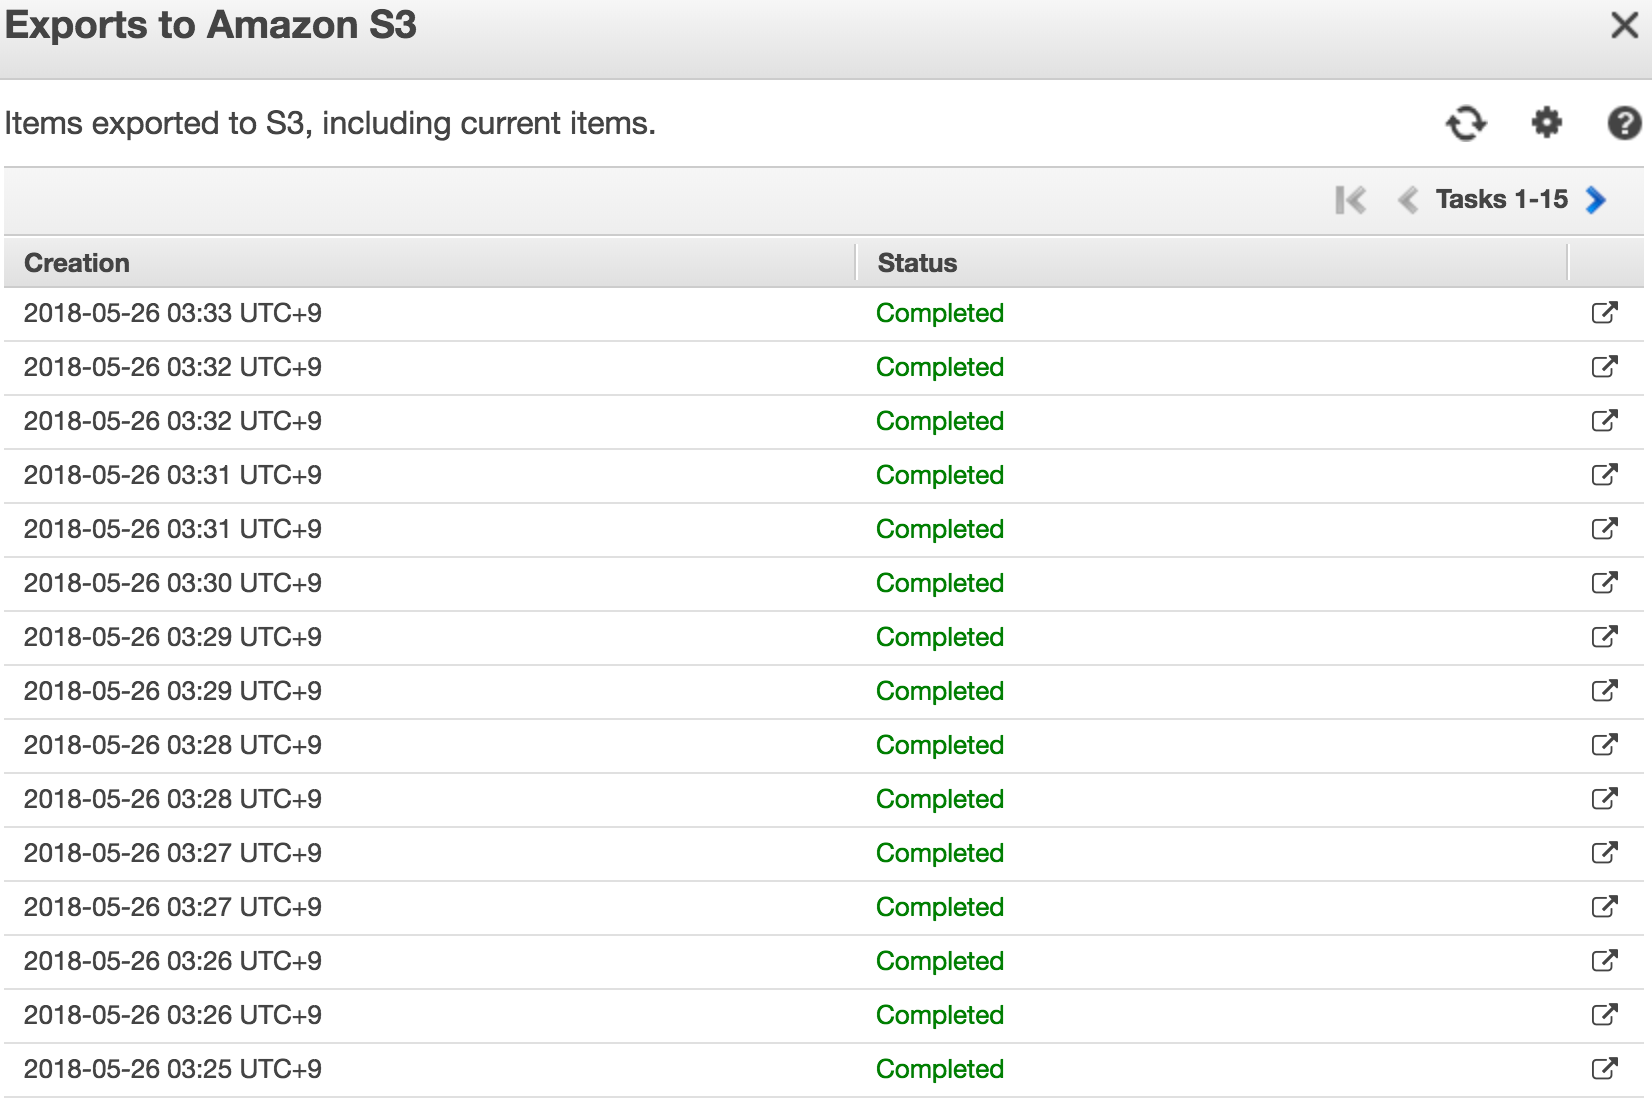 Exports to Amazon S3
Items exported to S3, including current items.
Tasks 1-15
Creation Status
2018-05-26 03:33 UTC+9 Completed
2018-05-26 03:32 UTC+9 Completed
2018-05-26 03:32 UTC+9 Completed
2018-05-26 03:31 UTC+9 Completed
2018-05-26 03:31 UTC+9 Completed
2018-05-26 03:30 UTC+9 Completed
2018-05-26 03:29 UTC+9 Completed
2018-05-26 03:29 UTC+9 Completed
2018-05-26 03:28 UTC+9 Completed
2018-05-26 03:28 UTC+9 Completed
2018-05-26 03:27 UTC+9 Completed
2018-05-26 03:27 UTC+9 Completed
2018-05-26 03:26 UTC+9 Completed
2018-05-26 03:26 UTC+9 Completed
2018-05-26 03:25 UTC+9 Completed